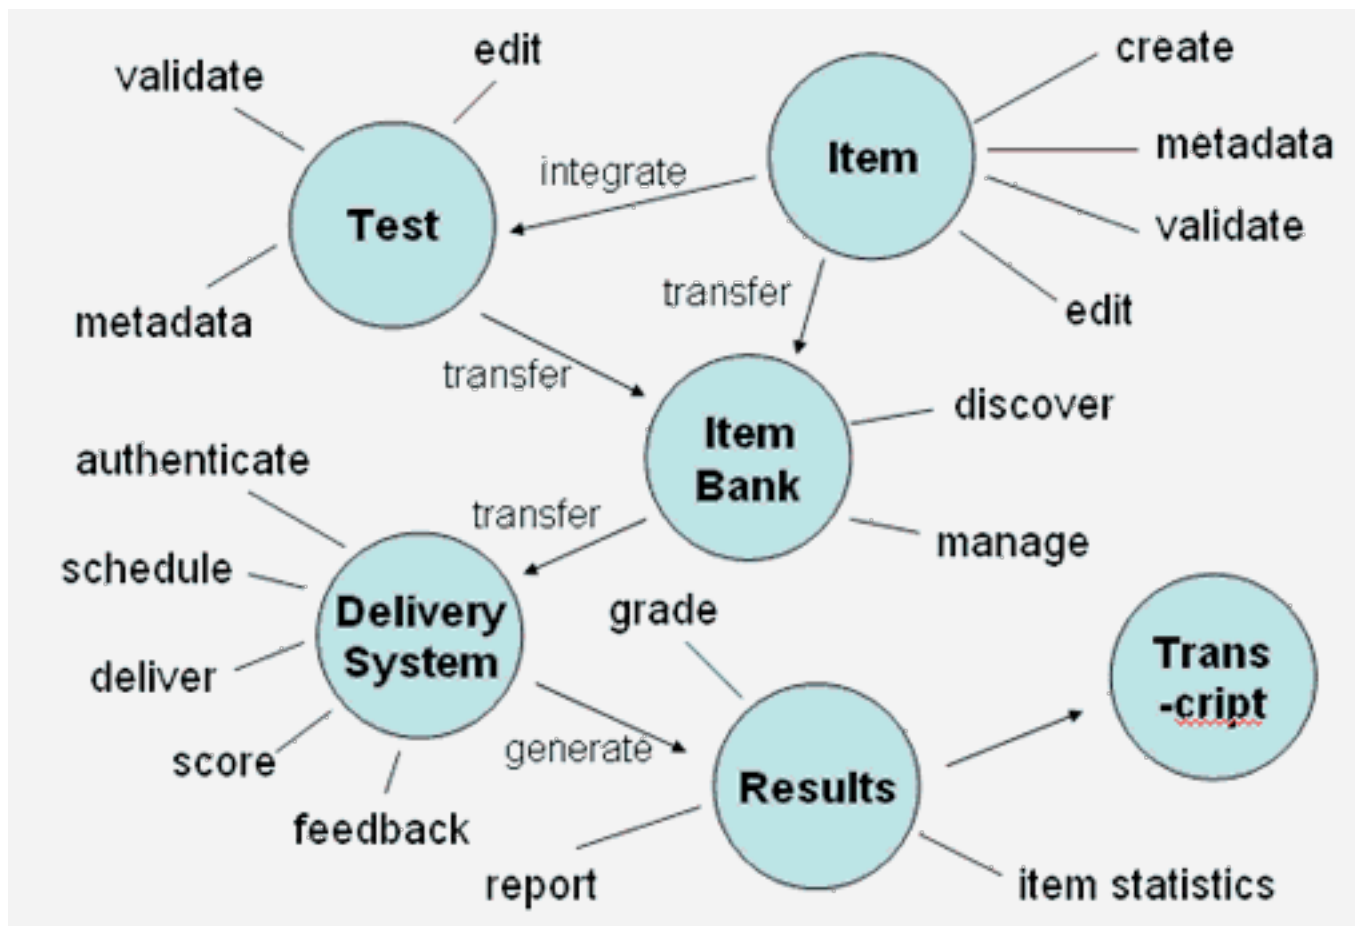 edit
create
validate
metadata
Item
integrate
validate
Test
transfer
edit
metadata
transfer
discover
Item
Bank
authenticate
transfer
manage
schedule
grade
Delivery
System
Trans
-cript
deliver
generate
score
Results
feedback
report
item statistics